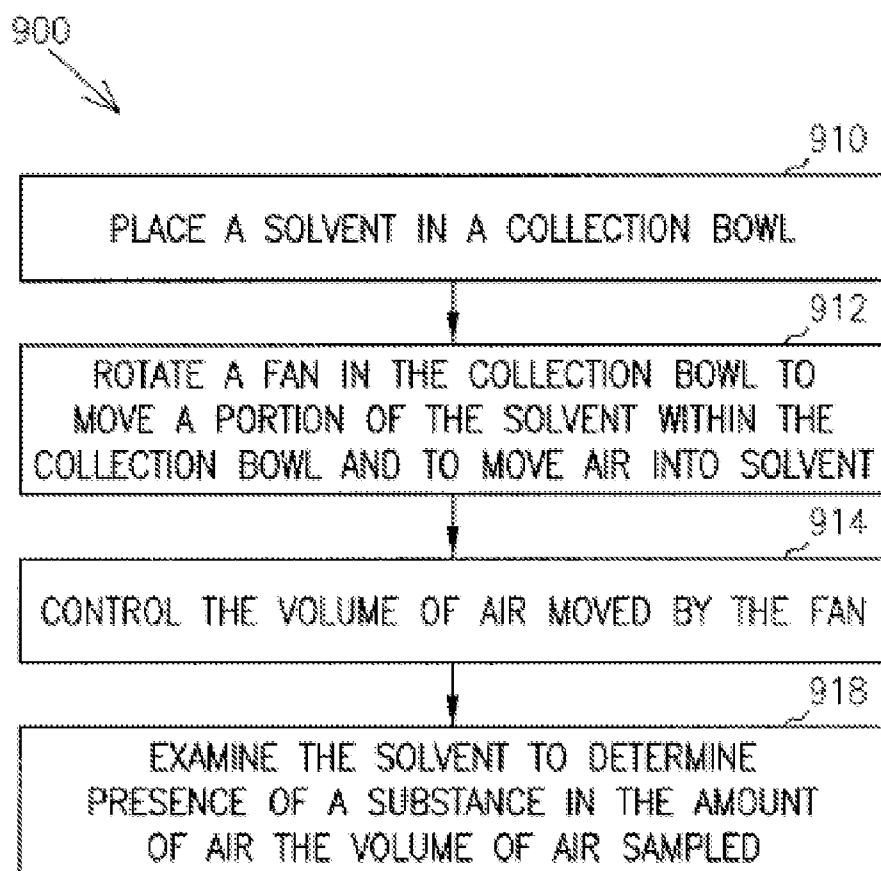 900
910
PLACE A SOLVENT IN A COLLECTION BOWL
912
ROTATE A FAN IN THE COLLECTION BOWL TO
MOVE A PORTION OF THE SOLVENT WITHIN THE
COLLECTION BOWL AND TO MOVE AIR INTO SOLVENT
914
CONTROL THE VOLUME OF AIR MOVED BY THE FAN
918
EXAMINE THE SOLVENT TO DETERMINE
PRESENCE OF A SUBSTANCE IN THE AMOUNT
OF AIR THE VOLUME OF AIR SAMPLED